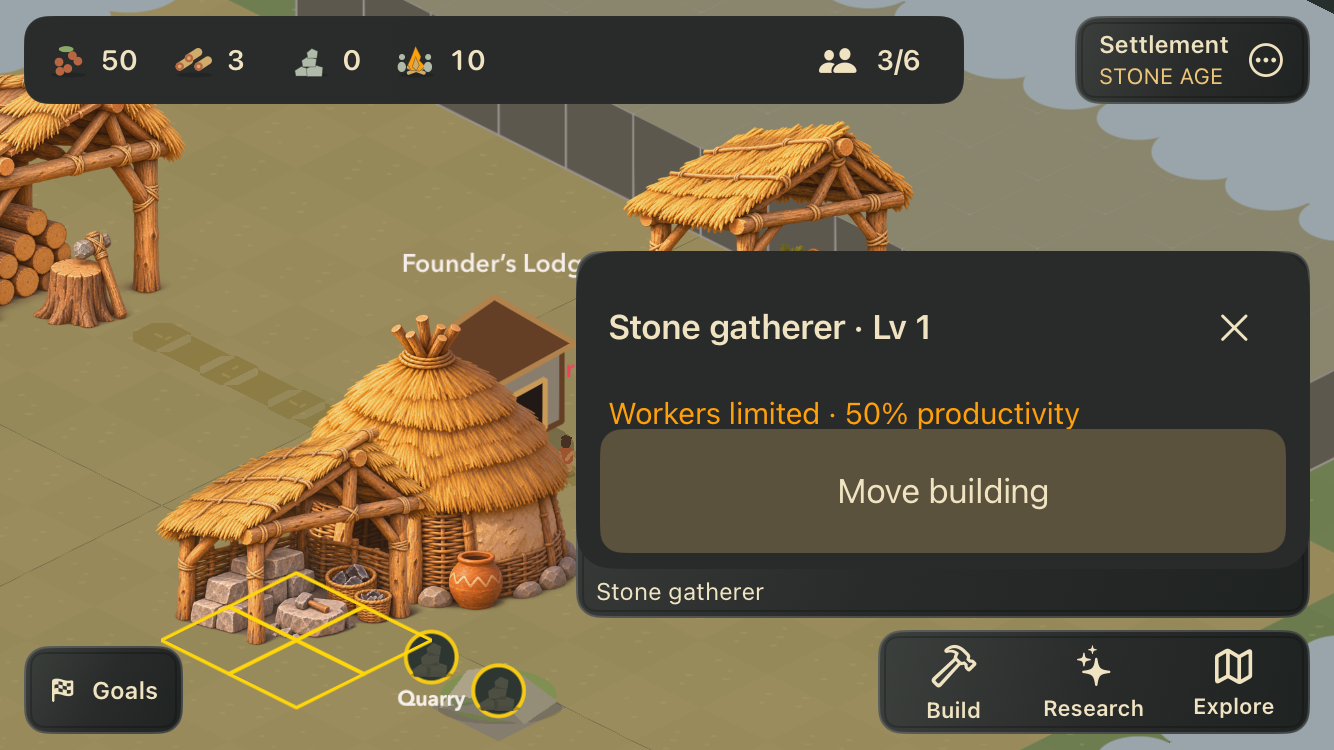 50 3 0 10 3/6
Settlement
STONE AGE
Founder's Lodg
Stone gatherer · Lv 1
Workers limited · 50% productivity
Move building
Stone gatherer
Quarry
Goals
Build
Research
Explore